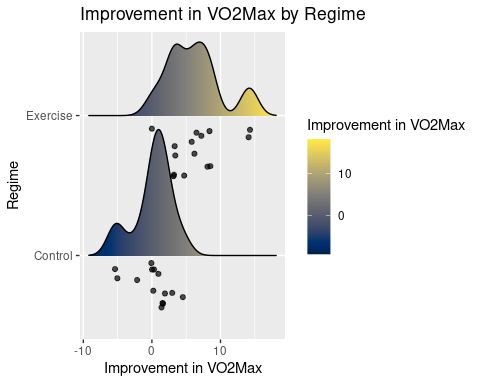 Improvement in VO2Max by Regime
Regime
Exercise
Control
-10
0
10
Improvement in VO2Max
Improvement in VO2Max
10
0